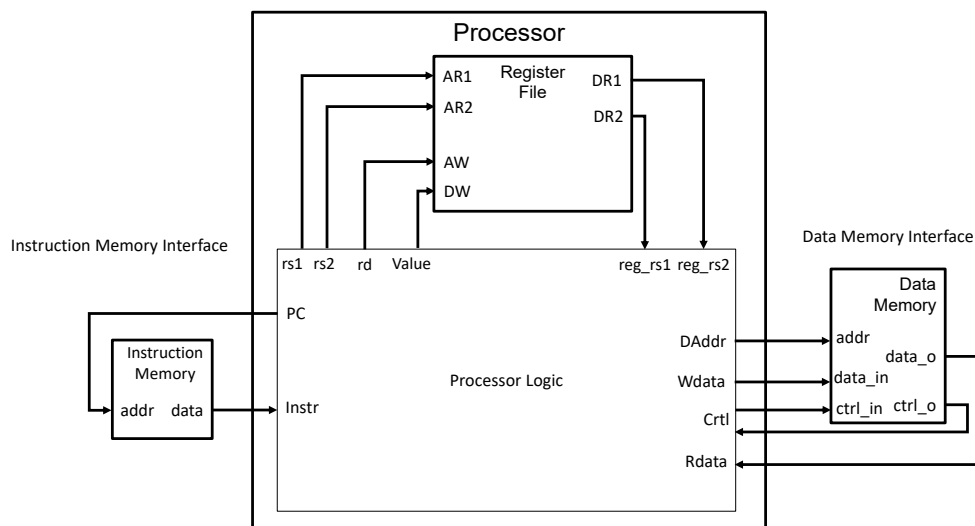 Processor
Register
File
AR1
AR2
AW
DW
DR1
DR2
Instruction Memory Interface
Data Memory Interface
rs1 rs2 rd Value reg_rs1 reg_rs2
PC
Instr
Processor Logic
DAddr
Wdata
Crtl
Rdata
Instruction
Memory
addr data
Data
Memory
addr
data_o
data_in
ctrl_in ctrl_o